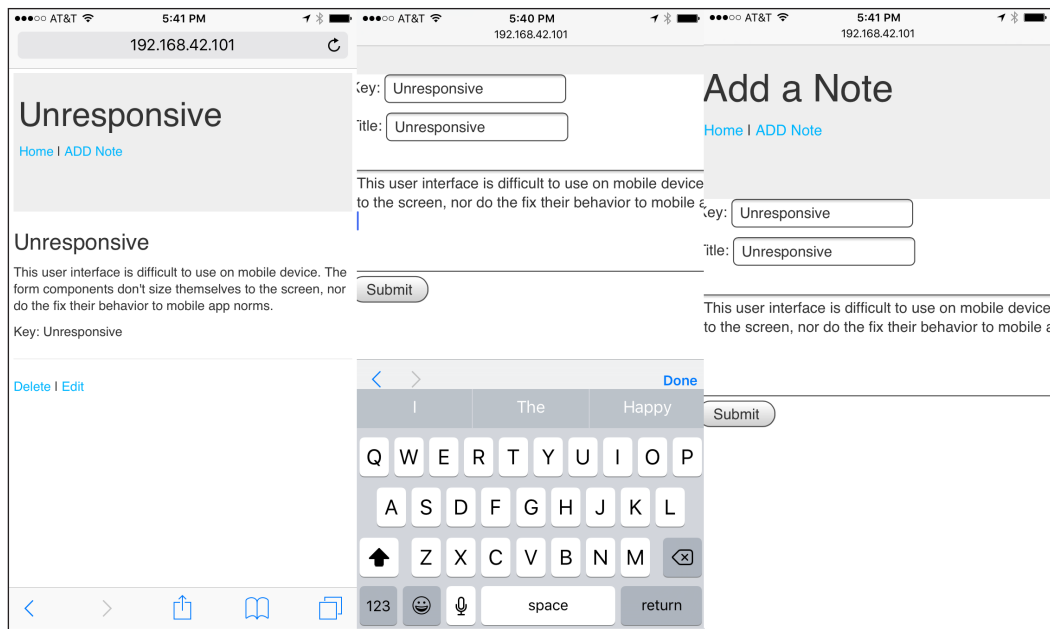 AT&T 5:41 PM
192.168.42.101
Unresponsive
Home | ADD Note
Unresponsive
This user interface is difficult to use on mobile device. The
form components don't size themselves to the screen, nor
do the fix their behavior to mobile app norms.
Key: Unresponsive
Delete | Edit
AT&T 5:40 PM
192.168.42.101
Key: Unresponsive
Title: Unresponsive
This user interface is difficult to use on mobile device
to the screen, nor do the fix their behavior to mobile a
Submit
Done
I The Happy
Q W E R T Y U I O P
A S D F G H J K L
Z X C V B N M
123 space return
AT&T 5:41 PM
192.168.42.101
Add a Note
Home | ADD Note
Key: Unresponsive
Title: Unresponsive
This user interface is difficult to use on mobile device
to the screen, nor do the fix their behavior to mobile a
Submit